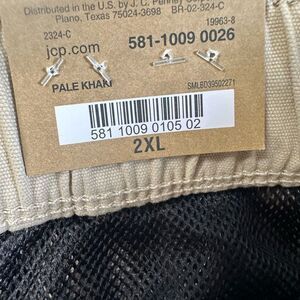 Distributed in the U.S. by J. C. Penney
Plano, Texas 75024-3698 BR-02-324-C
2324-C 19963-8
jcp.com 581-1009 0026
PALE KHAKI SMLBD39502271
581 1009 0105 02
2XL